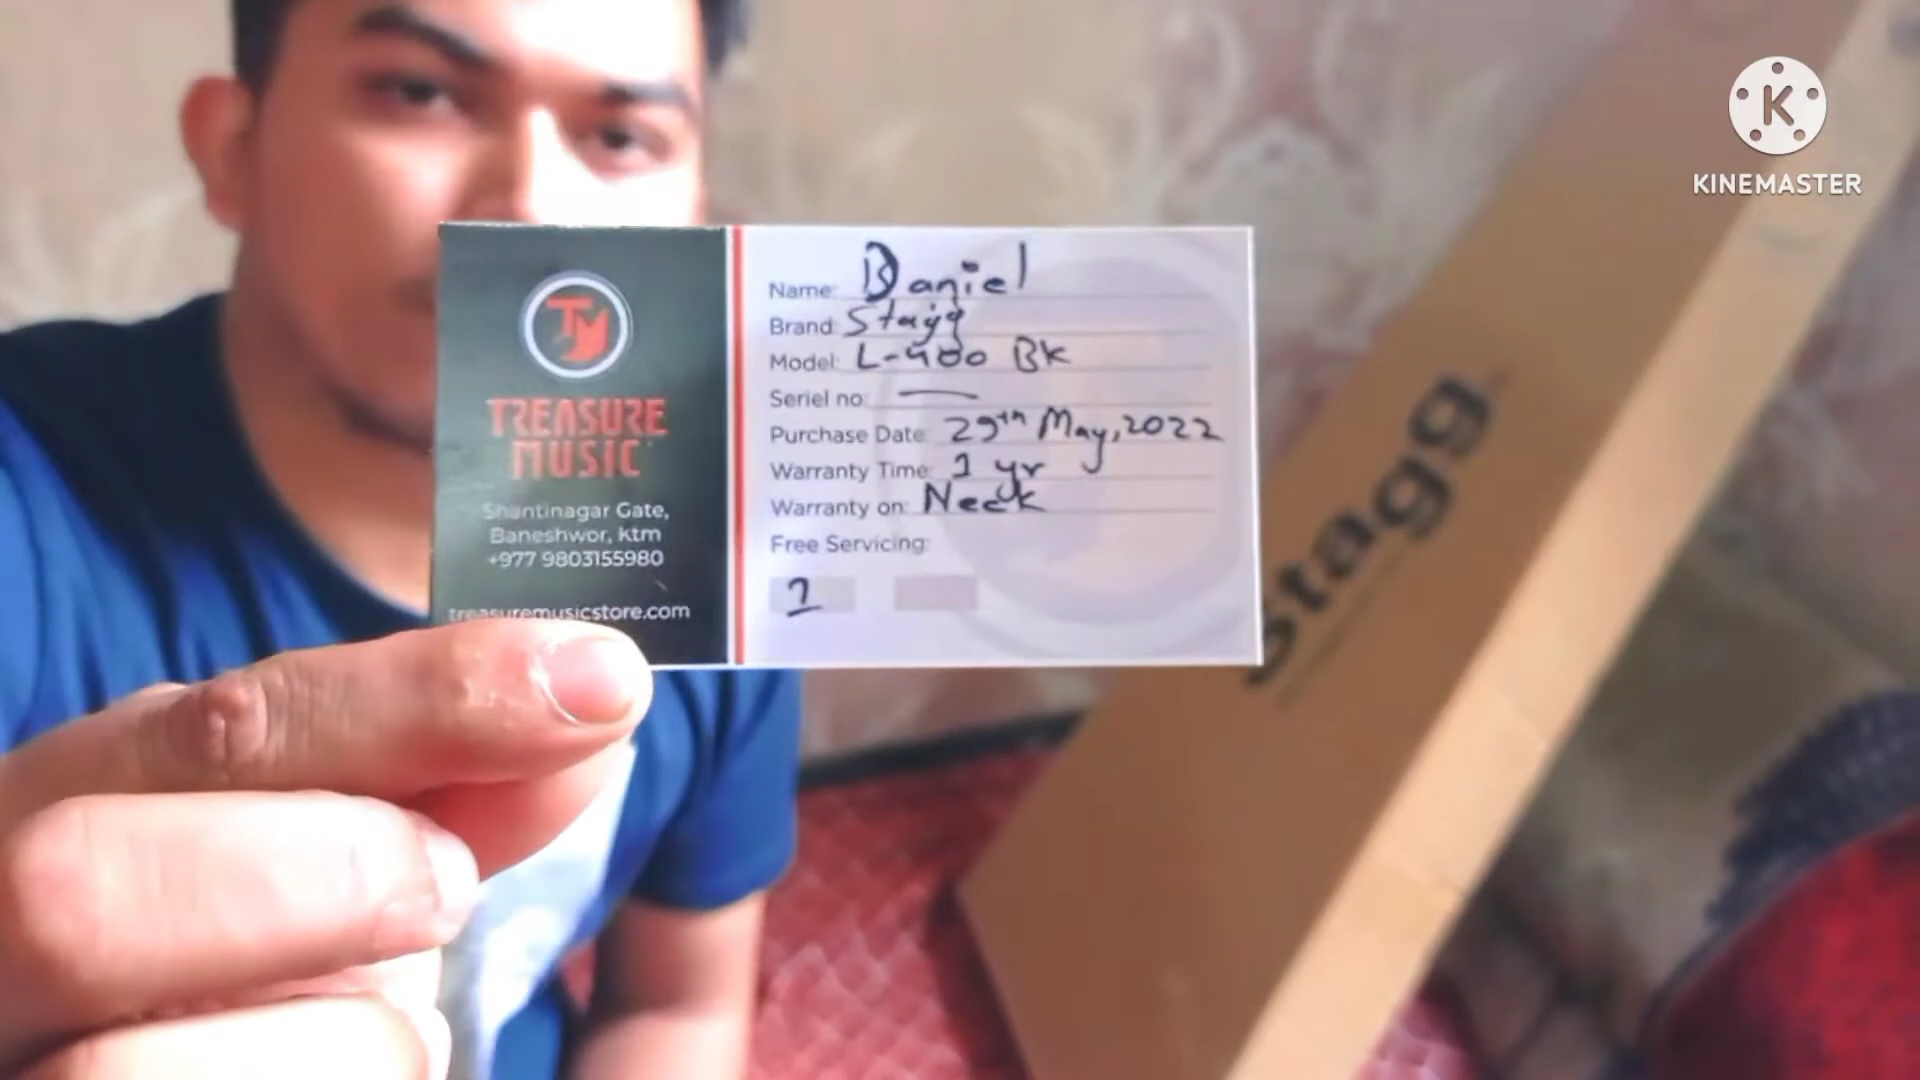 TM
TREASURE
MUSIC
Shantinagar Gate,
Baneshwor, ktm
+977 9803155980
treasuremusicstore.com
Name: Daniel
Brand: Stagg
Model: L-400 BK
Seriel no:
Purchase Date: 29th May, 2022
Warranty Time: 1 yr
Warranty on: Neck
Free Servicing:
1
Stagg
K
KINEMASTER